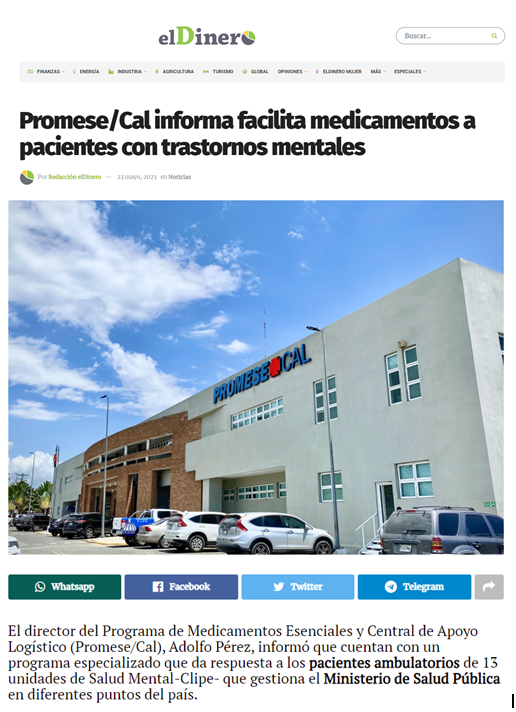 elDinero
Buscar...
FINANZAS ENERGÍA INDUSTRIA AGRICULTURA TURISMO GLOBAL OPINIONES ELDINERO MUJER MÁS ESPECIALES
Promese/Cal informa facilita medicamentos a
pacientes con trastornos mentales
Por Redacción elDinero — 23 mayo, 2023 en Noticias
PROMESE CAL
Whatsapp Facebook Twitter Telegram
El director del Programa de Medicamentos Esenciales y Central de Apoyo
Logístico (Promese/Cal), Adolfo Pérez, informó que cuentan con un
programa especializado que da respuesta a los pacientes ambulatorios de 13
unidades de Salud Mental-Clipe- que gestiona el Ministerio de Salud Pública
en diferentes puntos del país.